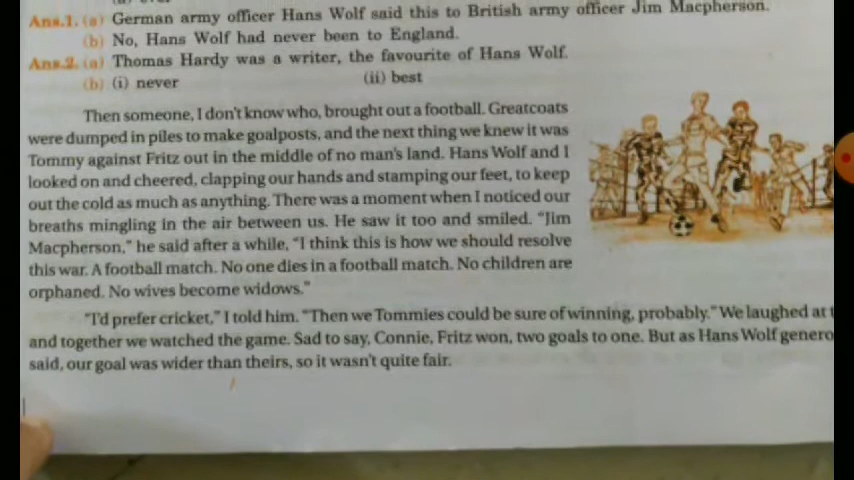 Ans.1. (a) German army officer Hans Wolf said this to British army officer Jim Macpherson.
(b) No, Hans Wolf had never been to England.
Ans.2. (a) Thomas Hardy was a writer, the favourite of Hans Wolf.
(b) (i) never (ii) best
Then someone, I don't know who, brought out a football. Greatcoats
were dumped in piles to make goalposts, and the next thing we knew it was
Tommy against Fritz out in the middle of no man's land. Hans Wolf and I
looked on and cheered, clapping our hands and stamping our feet, to keep
out the cold as much as anything. There was a moment when I noticed our
breaths mingling in the air between us. He saw it too and smiled. "Jim
Macpherson," he said after a while, "I think this is how we should resolve
this war. A football match. No one dies in a football match. No children are
orphaned. No wives become widows."
"I'd prefer cricket," I told him. "Then we Tommies could be sure of winning, probably." We laughed at
and together we watched the game. Sad to say, Connie, Fritz won, two goals to one. But as Hans Wolf genero
said, our goal was wider than theirs, so it wasn't quite fair.